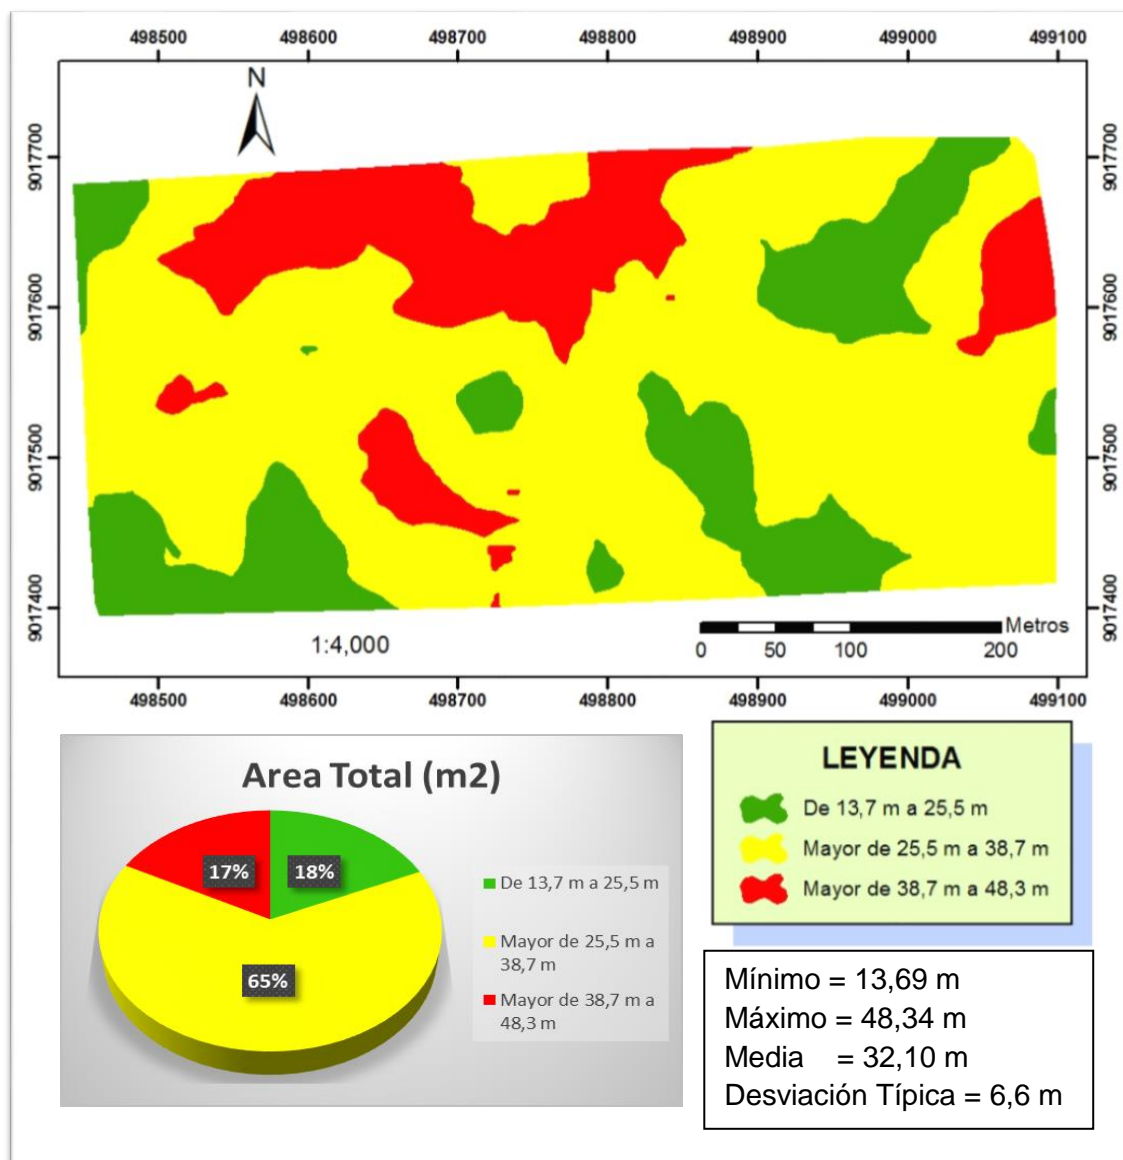 498500 498600 498700 498800 498900 499000 499100
N
9017700 9017700
9017600 9017600
9017500 9017500
9017400 9017400
1:4,000
Metros
0 50 100 200
498500 498600 498700 498800 498900 499000 499100
Area Total (m2)
17% 18%
65%
De 13,7 m a 25,5 m
Mayor de 25,5 m a
38,7 m
Mayor de 38,7 m a
48,3 m
LEYENDA
De 13,7 m a 25,5 m
Mayor de 25,5 m a 38,7 m
Mayor de 38,7 m a 48,3 m
Mínimo = 13,69 m
Máximo = 48,34 m
Media = 32,10 m
Desviación Típica = 6,6 m